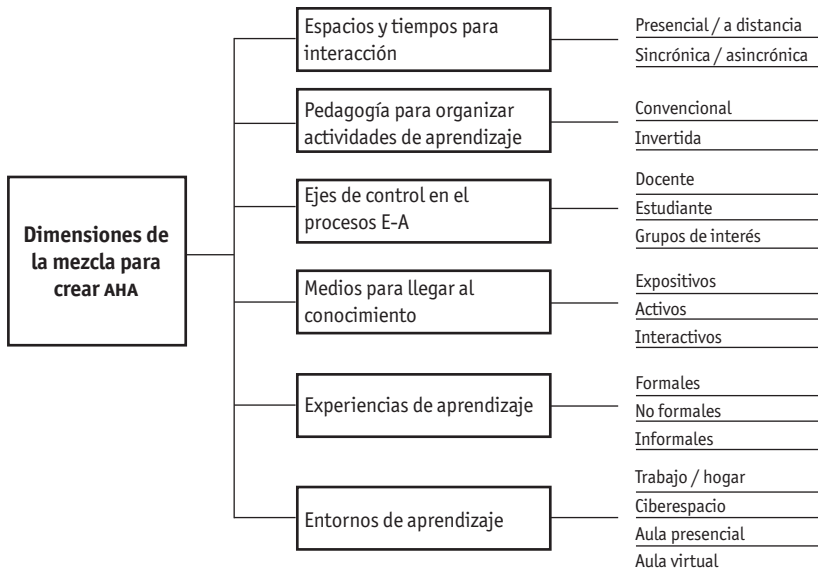 Dimensiones de
la mezcla para
crear AHA
Espacios y tiempos para
interacción
Presencial / a distancia
Sincrónica / asincrónica
Pedagogía para organizar
actividades de aprendizaje
Convencional
Invertida
Ejes de control en el
procesos E-A
Docente
Estudiante
Grupos de interés
Medios para llegar al
conocimiento
Expositivos
Activos
Interactivos
Experiencias de aprendizaje
Formales
No formales
Informales
Entornos de aprendizaje
Trabajo / hogar
Ciberespacio
Aula presencial
Aula virtual